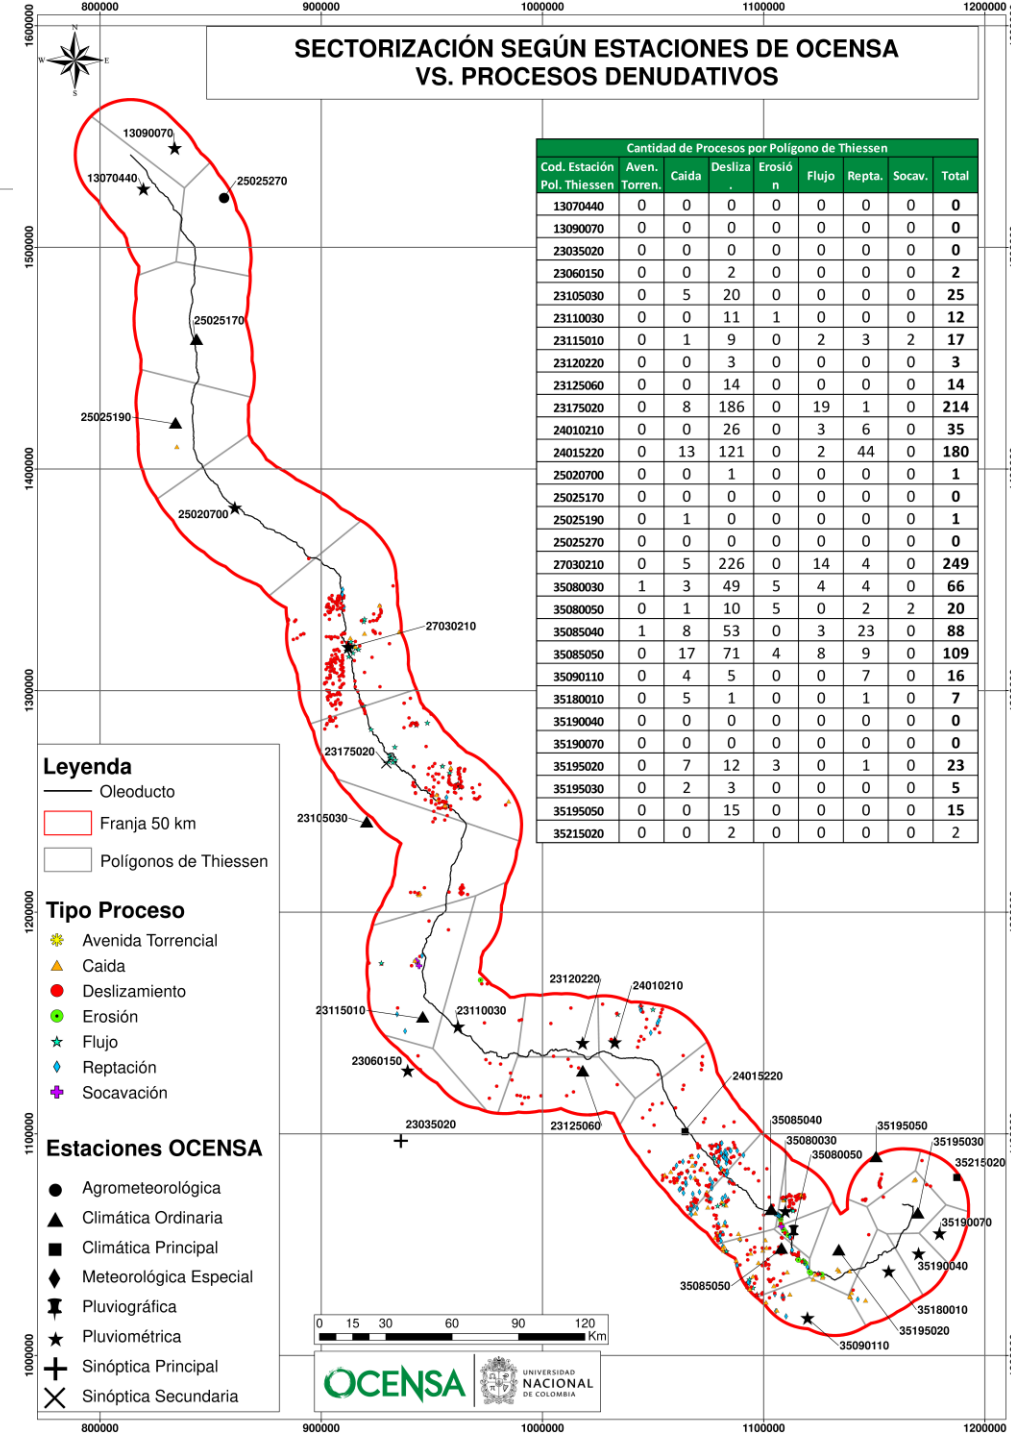 800000 900000 1000000 1100000 1200000
1600000
1500000
1400000
1300000
1200000
1100000
1000000
N
W E
S
SECTORIZACIÓN SEGÚN ESTACIONES DE OCENSA
VS. PROCESOS DENUDATIVOS
Cantidad de Procesos por Polígono de Thiessen
Cod. Estación Pol. Thiessen Aven. Torren. Caida Desliza. Erosión Flujo Repta. Socav. Total
13070440 0 0 0 0 0 0 0 0
13090070 0 0 0 0 0 0 0 0
23035020 0 0 0 0 0 0 0 0
23060150 0 0 2 0 0 0 0 2
23105030 0 5 20 0 0 0 0 25
23110030 0 0 11 1 0 0 0 12
23115010 0 1 9 0 2 3 2 17
23120220 0 0 3 0 0 0 0 3
23125060 0 0 14 0 0 0 0 14
23175020 0 8 186 0 19 1 0 214
24010210 0 0 26 0 3 6 0 35
24015220 0 13 121 0 2 44 0 180
25020700 0 0 1 0 0 0 0 1
25025170 0 0 0 0 0 0 0 0
25025190 0 1 0 0 0 0 0 1
25025270 0 0 0 0 0 0 0 0
27030210 0 5 226 0 14 4 0 249
35080030 1 3 49 5 4 4 0 66
35080050 0 1 10 5 0 2 2 20
35085040 1 8 53 0 3 23 0 88
35085050 0 17 71 4 8 9 0 109
35090110 0 4 5 0 0 7 0 16
35180010 0 5 1 0 0 1 0 7
35190040 0 0 0 0 0 0 0 0
35190070 0 0 0 0 0 0 0 0
35195020 0 7 12 3 0 1 0 23
35195030 0 2 3 0 0 0 0 5
35195050 0 0 15 0 0 0 0 15
35215020 0 0 2 0 0 0 0 2
13090070
13070440
25025270
25025170
25025190
25020700
27030210
23175020
23105030
23120220
24010210
23115010
23110030
23060150
24015220
23035020
23125060
35085040
35080030
35080050
35195050
35195030
35215020
35190070
35190040
35085050
35180010
35195020
35090110
Leyenda
Oleoducto
Franja 50 km
Polígonos de Thiessen
Tipo Proceso
Avenida Torrencial
Caida
Deslizamiento
Erosión
Flujo
Reptación
Socavación
Estaciones OCENSA
Agrometeorológica
Climática Ordinaria
Climática Principal
Meteorológica Especial
Pluviográfica
Pluviométrica
Sinóptica Principal
Sinóptica Secundaria
0 15 30 60 90 120
Km
OCENSA
UNIVERSIDAD
NACIONAL
DE COLOMBIA
800000 900000 1000000 1100000 1200000